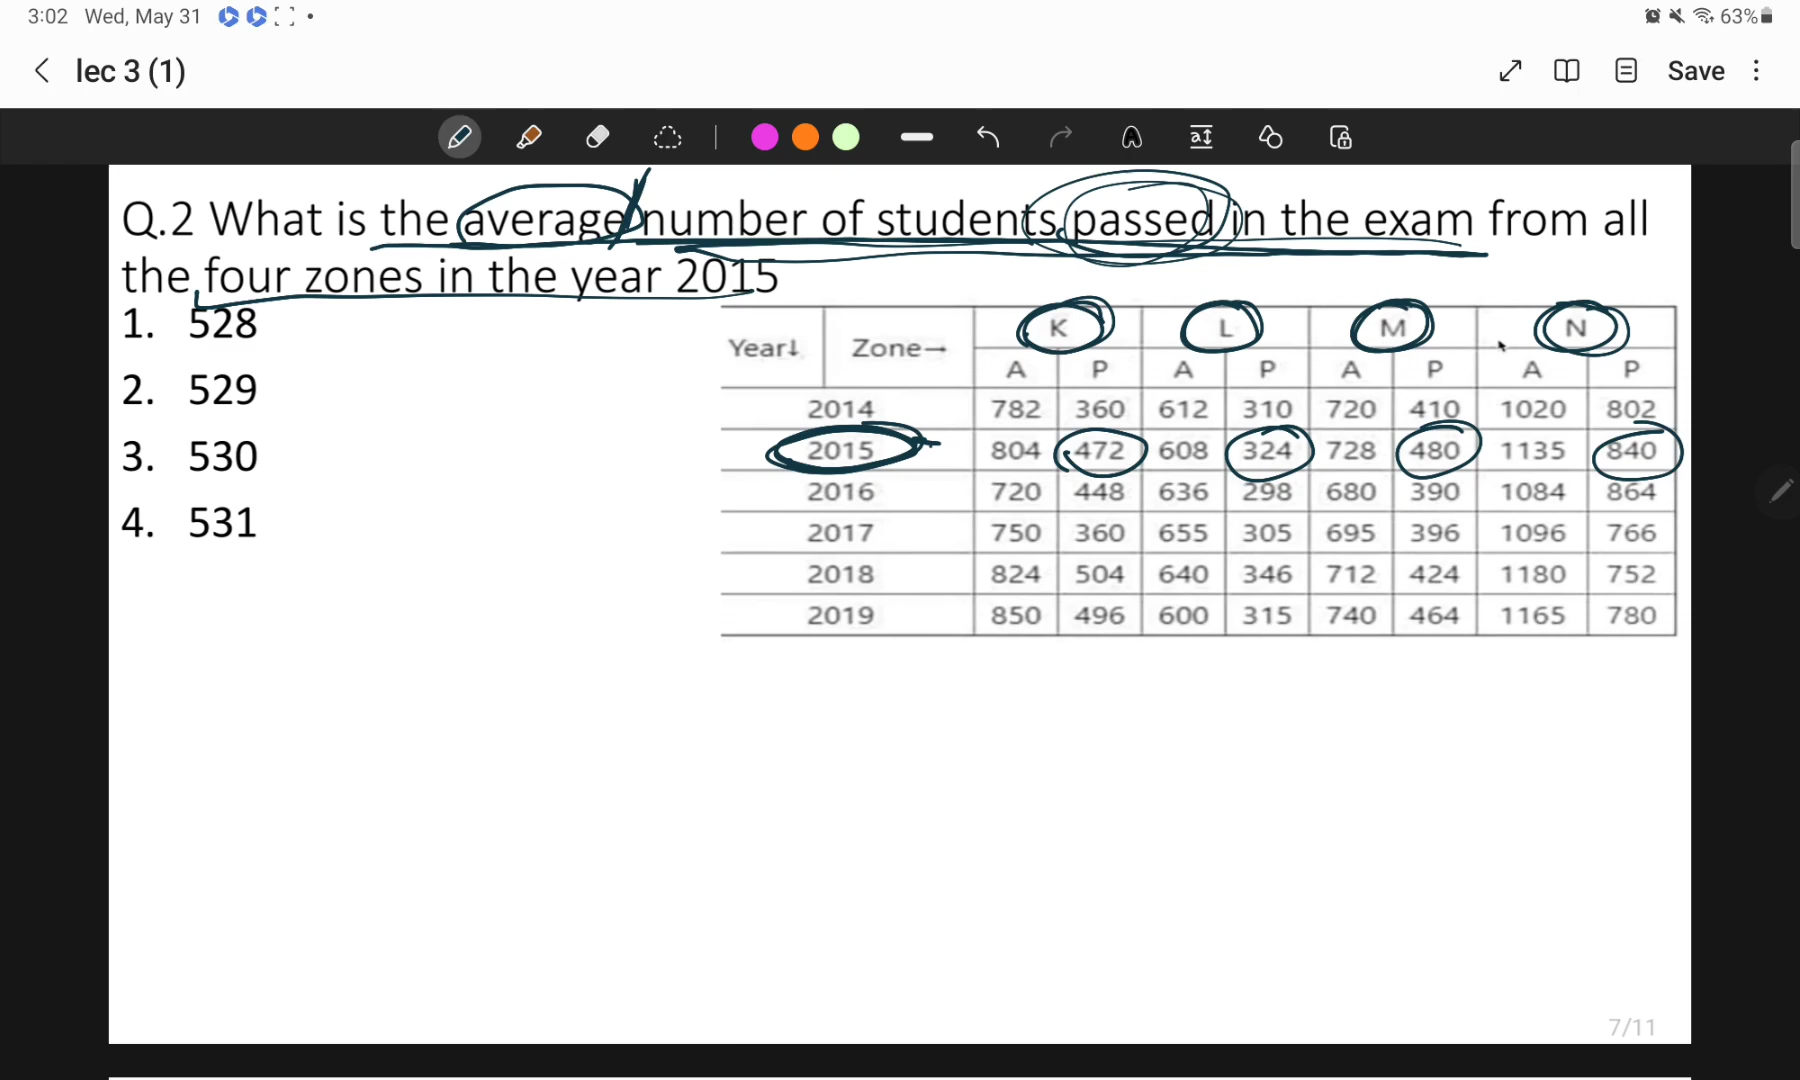 3:02 Wed, May 31
63%
lec 3 (1)
Save
Q.2 What is the average number of students passed in the exam from all
the four zones in the year 2015
1. 528
2. 529
3. 530
4. 531
Year↓ Zone→ K L M N
A P A P A P A P
2014 782 360 612 310 720 410 1020 802
2015 804 472 608 324 728 480 1135 840
2016 720 448 636 298 680 390 1084 864
2017 750 360 655 305 695 396 1096 766
2018 824 504 640 346 712 424 1180 752
2019 850 496 600 315 740 464 1165 780
7/11